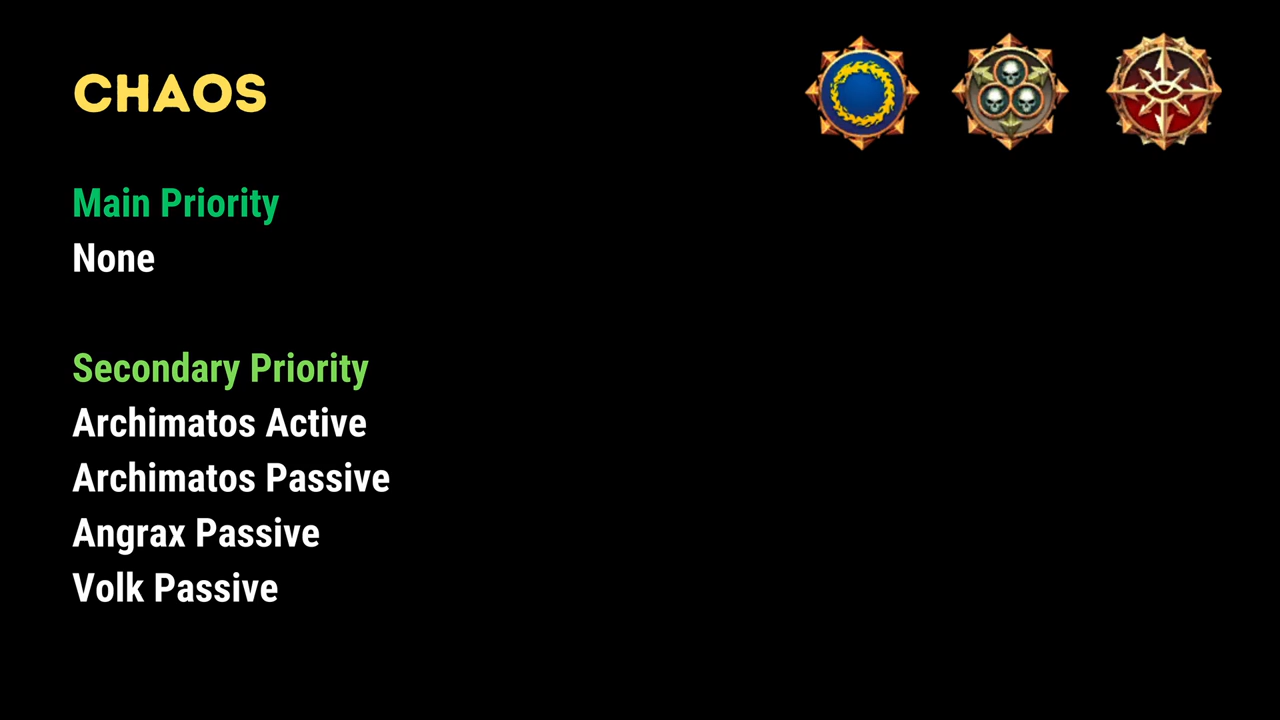 CHAOS
Main Priority
None
Secondary Priority
Archimatos Active
Archimatos Passive
Angrax Passive
Volk Passive